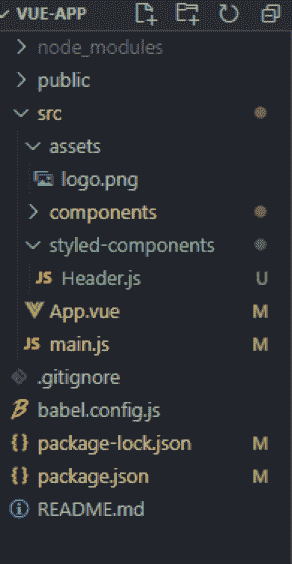 VUE-APP
node_modules
public
src
assets
logo.png
components
styled-components
JS Header.js U
App.vue M
JS main.js M
.gitignore
babel.config.js
{} package-lock.json M
{} package.json M
README.md